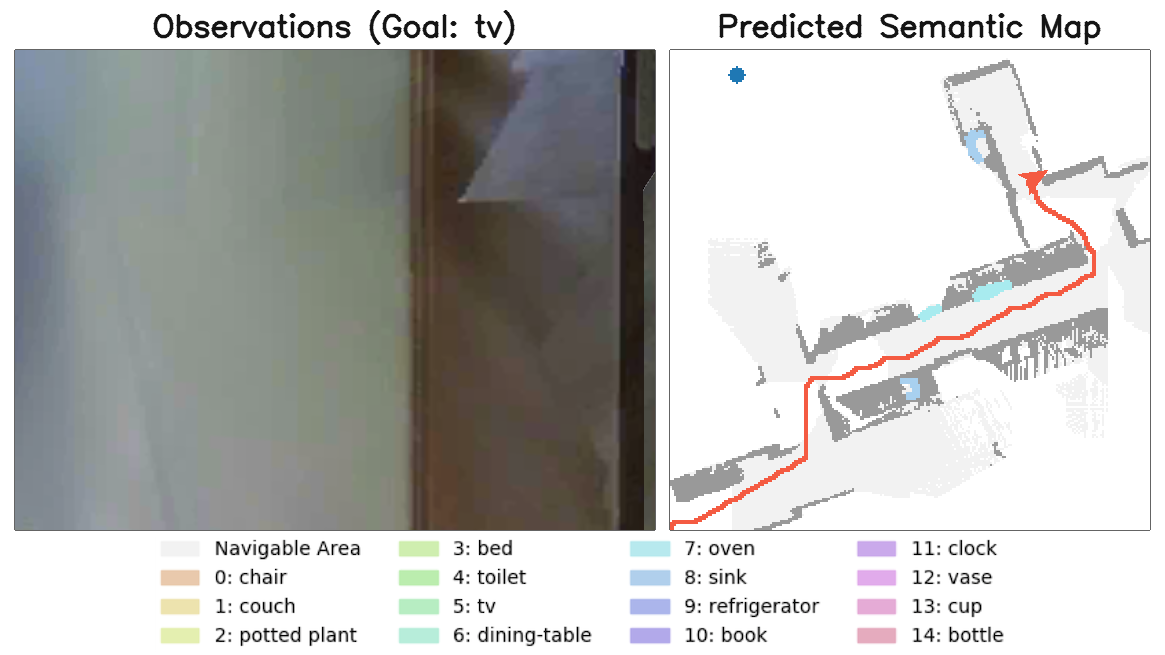 Observations (Goal: tv)
Predicted Semantic Map
Navigable Area
0: chair
1: couch
2: potted plant
3: bed
4: toilet
5: tv
6: dining-table
7: oven
8: sink
9: refrigerator
10: book
11: clock
12: vase
13: cup
14: bottle